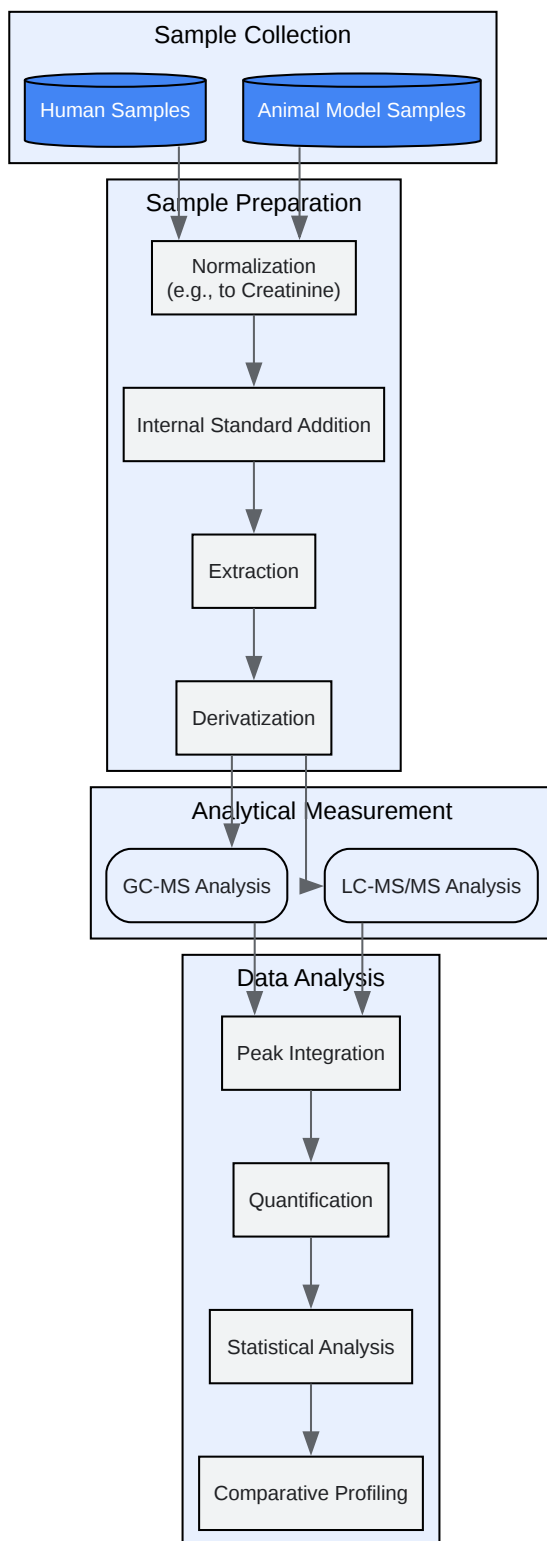 Sample Collection
Human Samples
Animal Model Samples
Sample Preparation
Normalization
(e.g., to Creatinine)
Internal Standard Addition
Extraction
Derivatization
Analytical Measurement
GC-MS Analysis
LC-MS/MS Analysis
Data Analysis
Peak Integration
Quantification
Statistical Analysis
Comparative Profiling